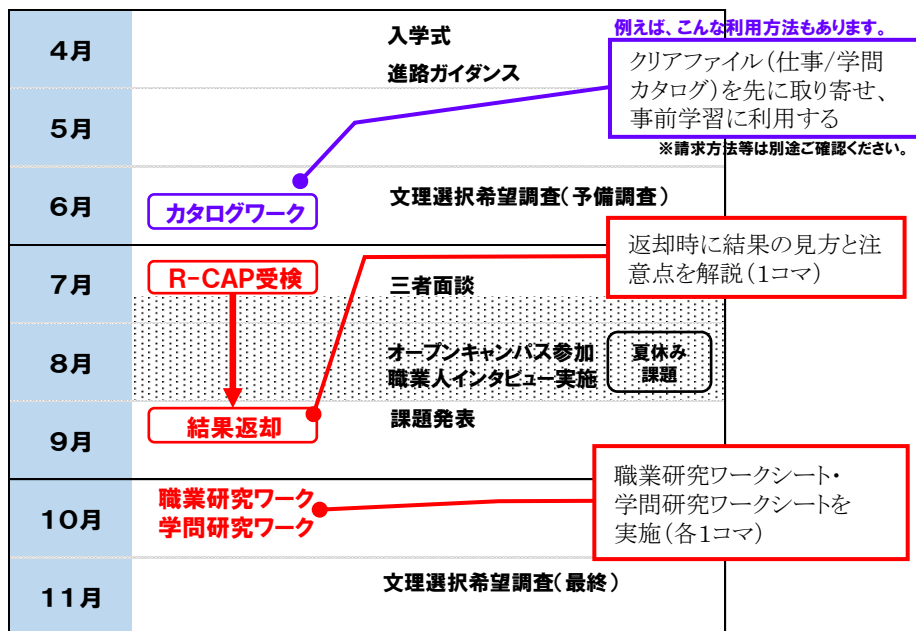 例えば、こんな利用方法もあります。
4月
入学式
進路ガイダンス
クリアファイル(仕事/学問
カタログ)を先に取り寄せ、
事前学習に利用する
※請求方法等は別途ご確認ください。
5月
6月
カタログワーク
文理選択希望調査(予備調査)
返却時に結果の見方と注
意点を解説(1コマ)
7月
R-CAP受検
三者面談
8月
オープンキャンパス参加
職業人インタビュー実施
夏休み
課題
9月
結果返却
課題発表
職業研究ワークシート・
学問研究ワークシートを
実施(各1コマ)
10月
職業研究ワーク
学問研究ワーク
11月
文理選択希望調査(最終)